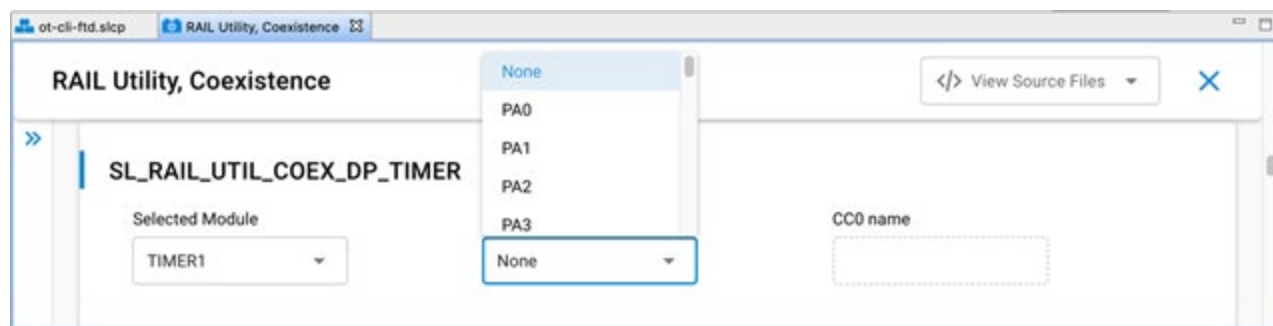 ot-cli-ftd.slcp RAIL Utility, Coexistence
RAIL Utility, Coexistence
None
</> View Source Files
PA0
PA1
SL_RAIL_UTIL_COEX_DP_TIMER
PA2
PA3
Selected Module
CC0 name
TIMER1
None